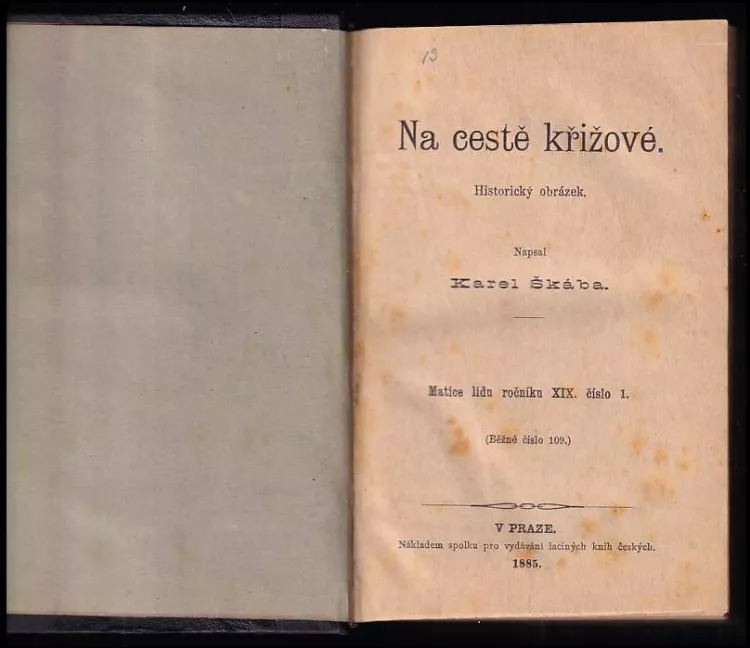 19
Na cestě křižové.
Historický obrázek.
Napsal
Karel Škába.
Matice lidu ročníku XIX. číslo 1.
(Běžné číslo 109.)
V PRAZE.
Nákladem spolku pro vydávání laciných knih českých.
1885.